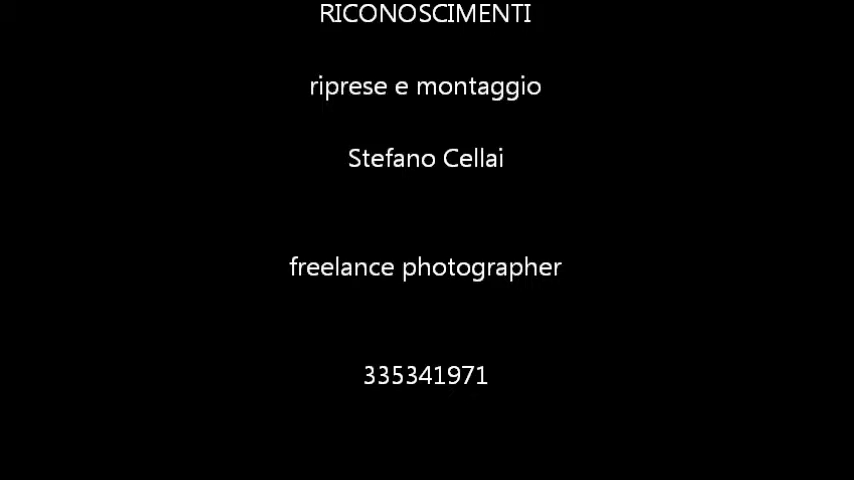 RICONOSCIMENTI
riprese e montaggio
Stefano Cellai
freelance photographer
335341971